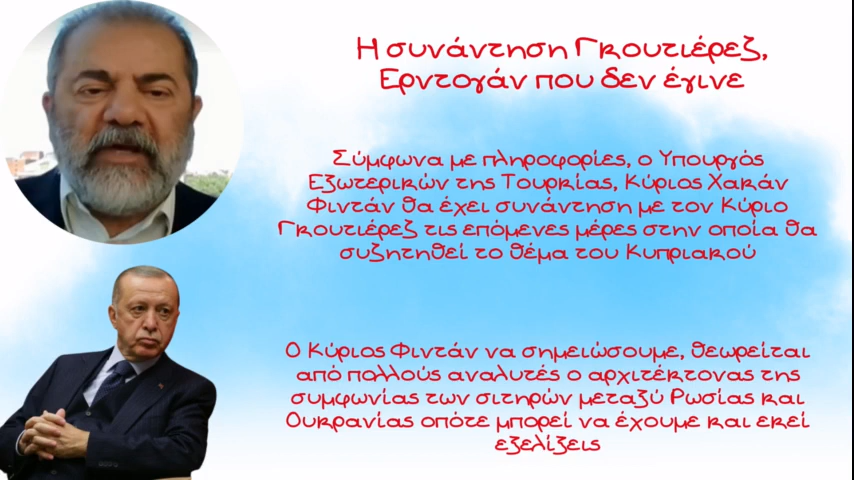 Η συνάντηση Γκουτιέρεζ,
Ερντογάν που δεν έγινε
Σύμφωνα με πληροφορίες, ο Υπουργός
Εξωτερικών της Τουρκίας, Κύριος Χακάν
Φιντάν θα έχει συνάντηση με τον Κύριο
Γκουτιέρεζ τις επόμενες μέρες στην οποία θα
συζητηθεί το θέμα του Κυπριακού
Ο Κύριος Φιντάν να σημειώσουμε, θεωρείται
από πολλούς αναλυτές ο αρχιτέκτονας της
συμφωνίας των σιτηρών μεταξύ Ρωσίας και
Ουκρανίας οπότε μπορεί να έχουμε και εκεί
εξελίξεις